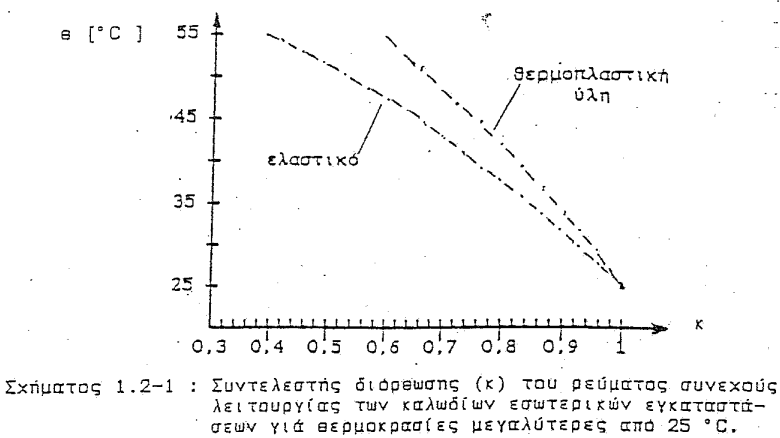 θ [°C ]
55
45
35
25
θερμοπλαστική
ύλη
ελαστικό
0,3 0,4 0,5 0,6 0,7 0,8 0,9 1
κ
Σχήματος 1.2-1 : Συντελεστής διόρθωσης (κ) του ρεύματος συνεχούς
λειτουργίας των καλωδίων εσωτερικών εγκαταστά-
σεων γιά θερμοκρασίες μεγαλύτερες από 25 °C.